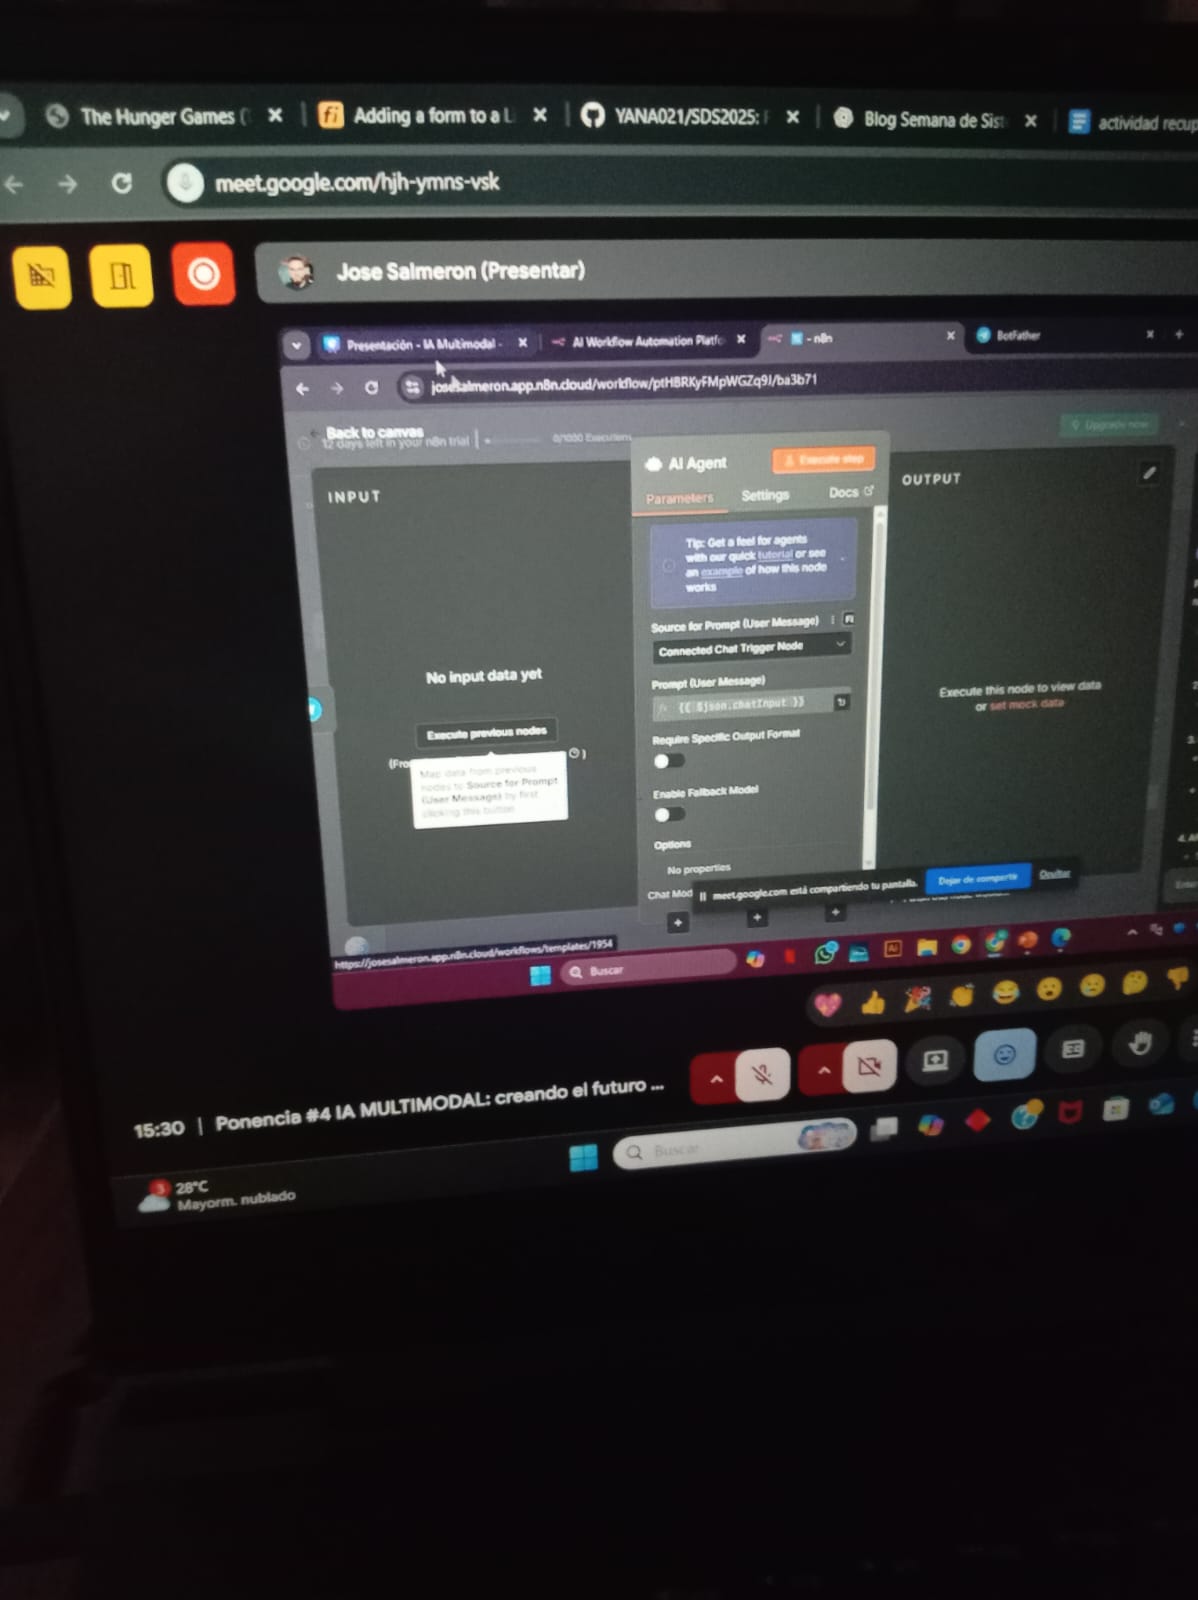 The Hunger Games (
Adding a form to a L
YANA021/SDS2025:
Blog Semana de Sist
actividad recup
meet.google.com/hjh-ymns-vsk
Jose Salmeron (Presentar)
Presentación - IA Multimodal -
AI Workflow Automation Platfo
- n8n
BotFather
josesalmeron.app.n8n.cloud/workflow/ptHBRKyFMpWGZq9J/ba3b71
Back to canvas
12 days left in your n8n trial
0/1000 Executions
Upgrade now
INPUT
AI Agent
Execute step
OUTPUT
Parameters
Settings
Docs
Tip: Get a feel for agents
with our quick tutorial or see
an example of how this node
works
Source for Prompt (User Message)
Connected Chat Trigger Node
Prompt (User Message)
fx {{ $json.chatInput }}
Require Specific Output Format
Enable Fallback Model
Options
No properties
Chat Mod
No input data yet
Execute previous nodes
(Fro
Map data from previous
nodes to Source for Prompt
(User Message) by first
clicking this button
Execute this node to view data
or set mock data
meet.google.com está compartiendo tu pantalla.
Dejar de compartir
Ocultar
https://josesalmeron.app.n8n.cloud/workflows/templates/1954
Buscar
15:30 | Ponencia #4 IA MULTIMODAL: creando el futuro ...
Buscar
3
28°C
Mayorm. nublado